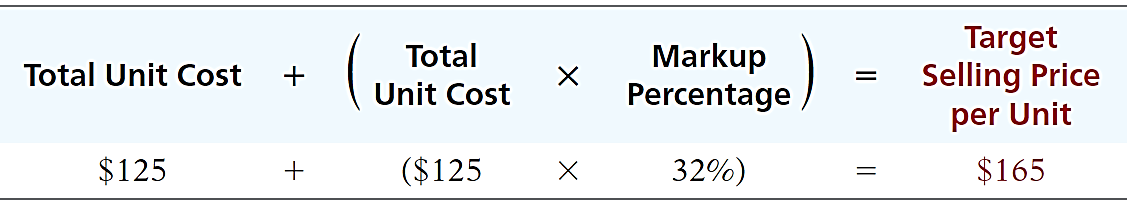 Total Unit Cost + ( Total Unit Cost × Markup Percentage ) = Target Selling Price per Unit
$125 + ($125 × 32%) = $165